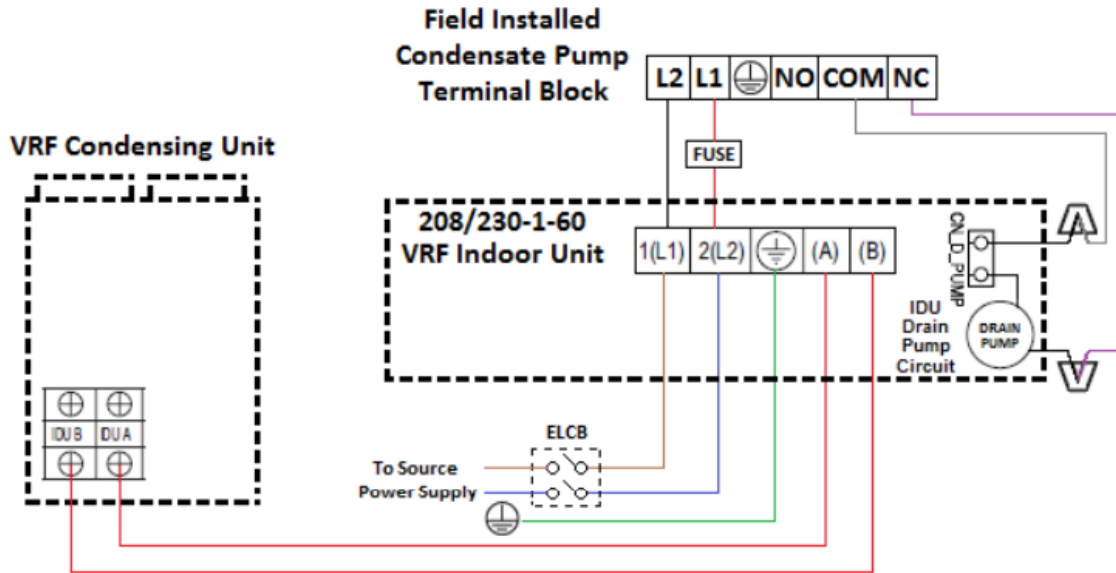 Field Installed
Condensate Pump
Terminal Block
L2 L1 NO COM NC
VRF Condensing Unit
FUSE
208/230-1-60
VRF Indoor Unit
1(L1) 2(L2) (A) (B)
CN_D_PUMP
IDU
Drain
Pump
Circuit
DRAIN
PUMP
IDU B IDU A
ELCB
To Source
Power Supply